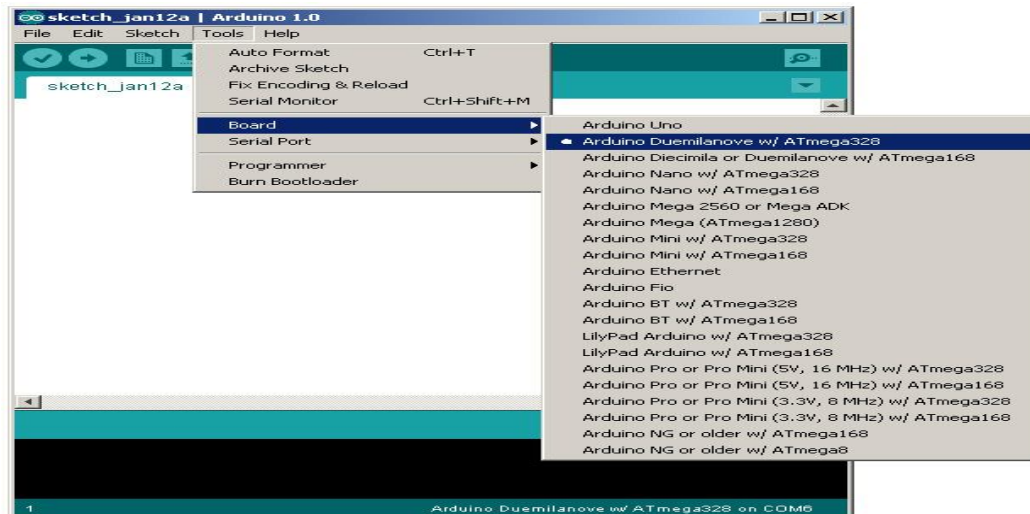 sketch_jan12a | Arduino 1.0
File Edit Sketch Tools Help
sketch_jan12a
Auto Format Ctrl+T
Archive Sketch
Fix Encoding & Reload
Serial Monitor Ctrl+Shift+M
Board
Serial Port
Programmer
Burn Bootloader
Arduino Uno
Arduino Duemilanove w/ ATmega328
Arduino Diecimila or Duemilanove w/ ATmega168
Arduino Nano w/ ATmega328
Arduino Nano w/ ATmega168
Arduino Mega 2560 or Mega ADK
Arduino Mega (ATmega1280)
Arduino Mini w/ ATmega328
Arduino Mini w/ ATmega168
Arduino Ethernet
Arduino Fio
Arduino BT w/ ATmega328
Arduino BT w/ ATmega168
LilyPad Arduino w/ ATmega328
LilyPad Arduino w/ ATmega168
Arduino Pro or Pro Mini (5V, 16 MHz) w/ ATmega328
Arduino Pro or Pro Mini (5V, 16 MHz) w/ ATmega168
Arduino Pro or Pro Mini (3.3V, 8 MHz) w/ ATmega328
Arduino Pro or Pro Mini (3.3V, 8 MHz) w/ ATmega168
Arduino NG or older w/ ATmega168
Arduino NG or older w/ ATmega8
1 Arduino Duemilanove w/ ATmega328 on COM6